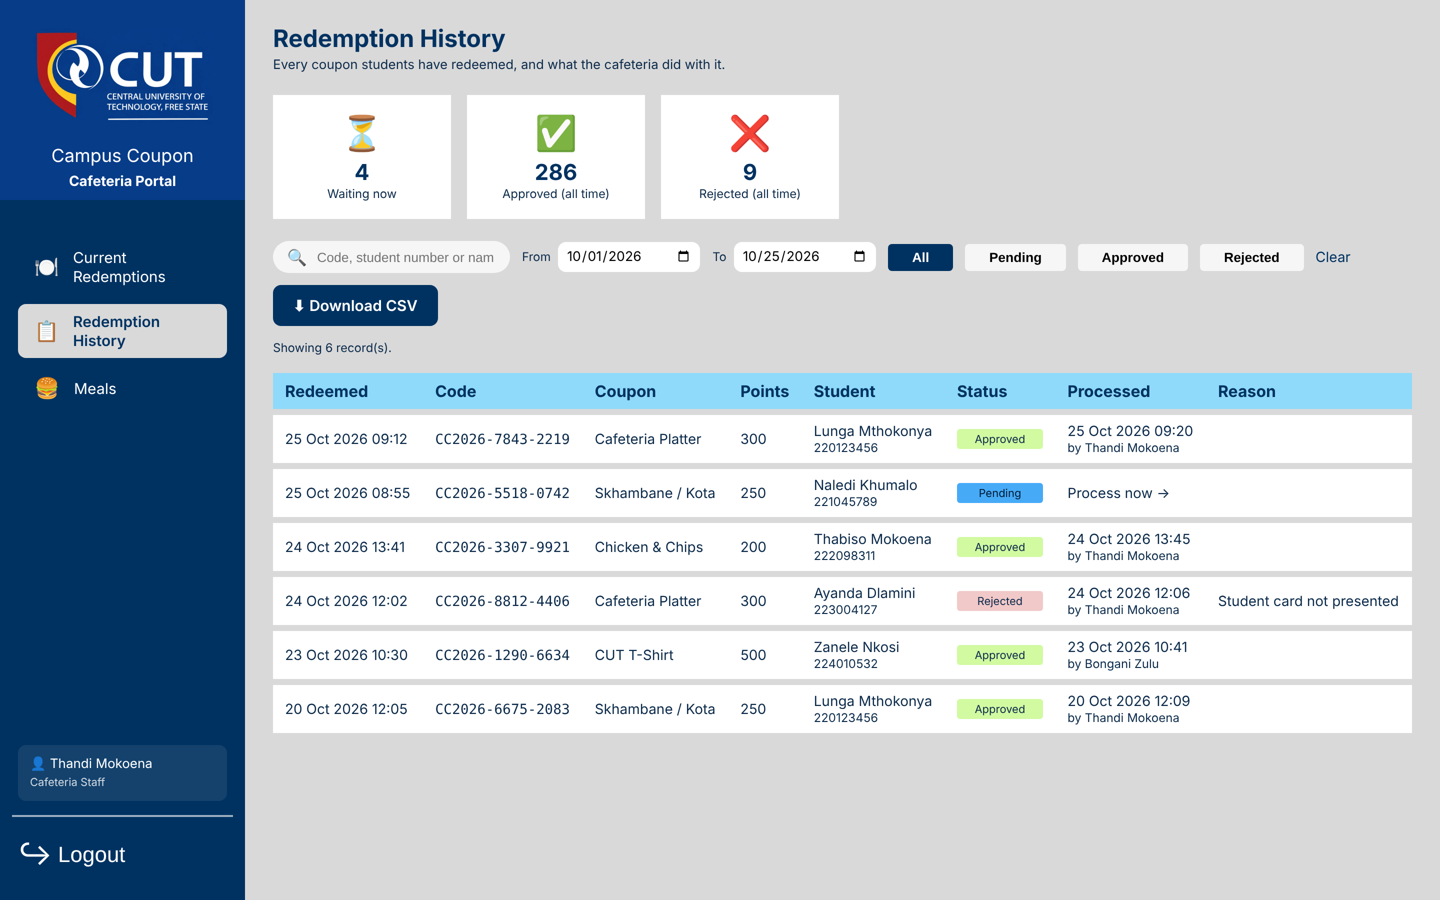 CUT
CENTRAL UNIVERSITY OF
TECHNOLOGY, FREE STATE
Campus Coupon
Cafeteria Portal
Current
Redemptions
Redemption
History
Meals
Thandi Mokoena
Cafeteria Staff
Logout
Redemption History
Every coupon students have redeemed, and what the cafeteria did with it.
4
Waiting now
286
Approved (all time)
9
Rejected (all time)
Code, student number or nam
From 10/01/2026 To 10/25/2026 All Pending Approved Rejected Clear
⬇ Download CSV
Showing 6 record(s).
Redeemed Code Coupon Points Student Status Processed Reason
25 Oct 2026 09:12 CC2026-7843-2219 Cafeteria Platter 300 Lunga Mthokonya Approved 25 Oct 2026 09:20
220123456 by Thandi Mokoena
25 Oct 2026 08:55 CC2026-5518-0742 Skhambane / Kota 250 Naledi Khumalo Pending Process now →
221045789
24 Oct 2026 13:41 CC2026-3307-9921 Chicken & Chips 200 Thabiso Mokoena Approved 24 Oct 2026 13:45
222098311 by Thandi Mokoena
24 Oct 2026 12:02 CC2026-8812-4406 Cafeteria Platter 300 Ayanda Dlamini Rejected 24 Oct 2026 12:06 Student card not presented
223004127 by Thandi Mokoena
23 Oct 2026 10:30 CC2026-1290-6634 CUT T-Shirt 500 Zanele Nkosi Approved 23 Oct 2026 10:41
224010532 by Bongani Zulu
20 Oct 2026 12:05 CC2026-6675-2083 Skhambane / Kota 250 Lunga Mthokonya Approved 20 Oct 2026 12:09
220123456 by Thandi Mokoena